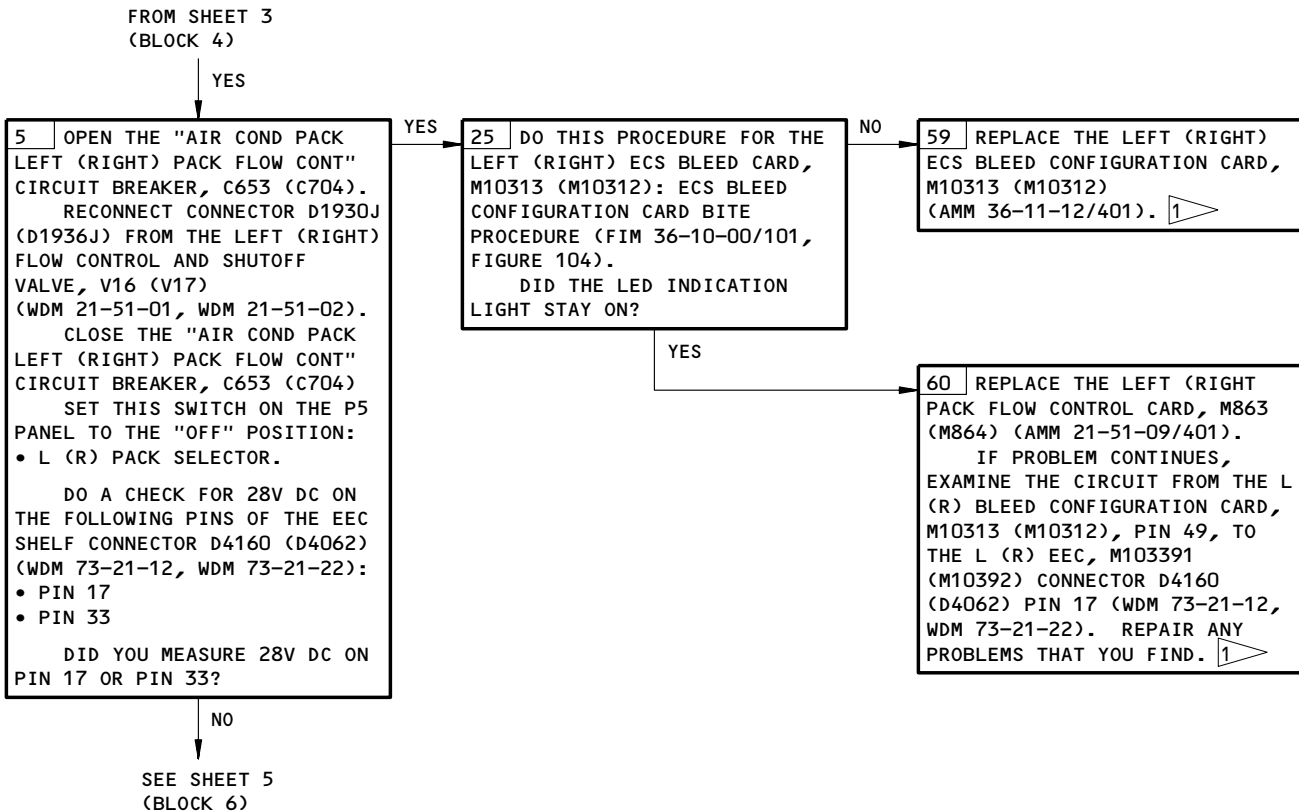 FROM SHEET 3
(BLOCK 4)
YES
5 OPEN THE "AIR COND PACK
LEFT (RIGHT) PACK FLOW CONT"
CIRCUIT BREAKER, C653 (C704).
RECONNECT CONNECTOR D1930J
(D1936J) FROM THE LEFT (RIGHT)
FLOW CONTROL AND SHUTOFF
VALVE, V16 (V17)
(WDM 21-51-01, WDM 21-51-02).
CLOSE THE "AIR COND PACK
LEFT (RIGHT) PACK FLOW CONT"
CIRCUIT BREAKER, C653 (C704)
SET THIS SWITCH ON THE P5
PANEL TO THE "OFF" POSITION:
• L (R) PACK SELECTOR.
DO A CHECK FOR 28V DC ON
THE FOLLOWING PINS OF THE EEC
SHELF CONNECTOR D4160 (D4062)
(WDM 73-21-12, WDM 73-21-22):
• PIN 17
• PIN 33
DID YOU MEASURE 28V DC ON
PIN 17 OR PIN 33?
YES
25 DO THIS PROCEDURE FOR THE
LEFT (RIGHT) ECS BLEED CARD,
M10313 (M10312): ECS BLEED
CONFIGURATION CARD BITE
PROCEDURE (FIM 36-10-00/101,
FIGURE 104).
DID THE LED INDICATION
LIGHT STAY ON?
NO
59 REPLACE THE LEFT (RIGHT)
ECS BLEED CONFIGURATION CARD,
M10313 (M10312)
(AMM 36-11-12/401). 1
YES
60 REPLACE THE LEFT (RIGHT
PACK FLOW CONTROL CARD, M863
(M864) (AMM 21-51-09/401).
IF PROBLEM CONTINUES,
EXAMINE THE CIRCUIT FROM THE L
(R) BLEED CONFIGURATION CARD,
M10313 (M10312), PIN 49, TO
THE L (R) EEC, M103391
(M10392) CONNECTOR D4160
(D4062) PIN 17 (WDM 73-21-12,
WDM 73-21-22). REPAIR ANY
PROBLEMS THAT YOU FIND. 1
NO
SEE SHEET 5
(BLOCK 6)